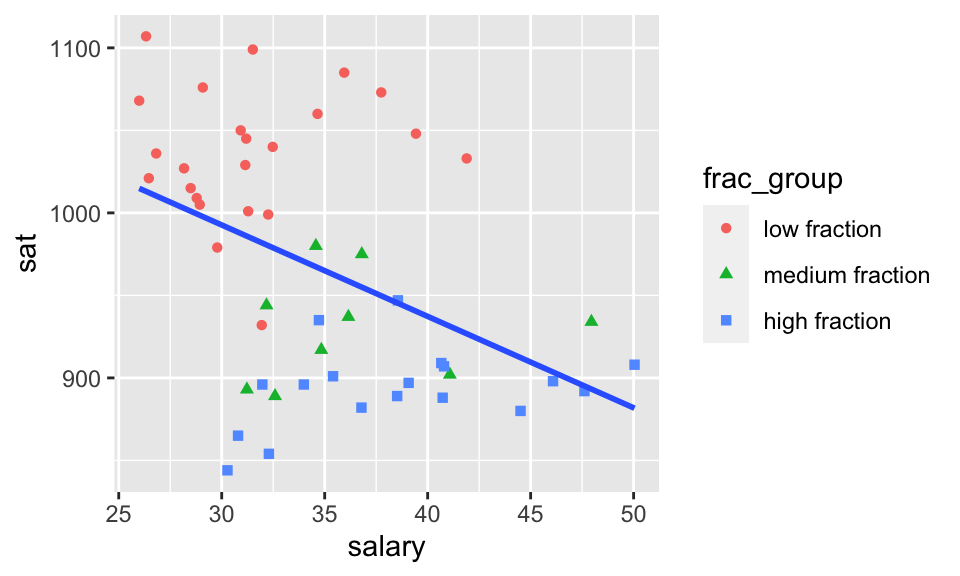 1100
1000
900
sat
25 30 35 40 45 50
salary
frac_group
low fraction
medium fraction
high fraction